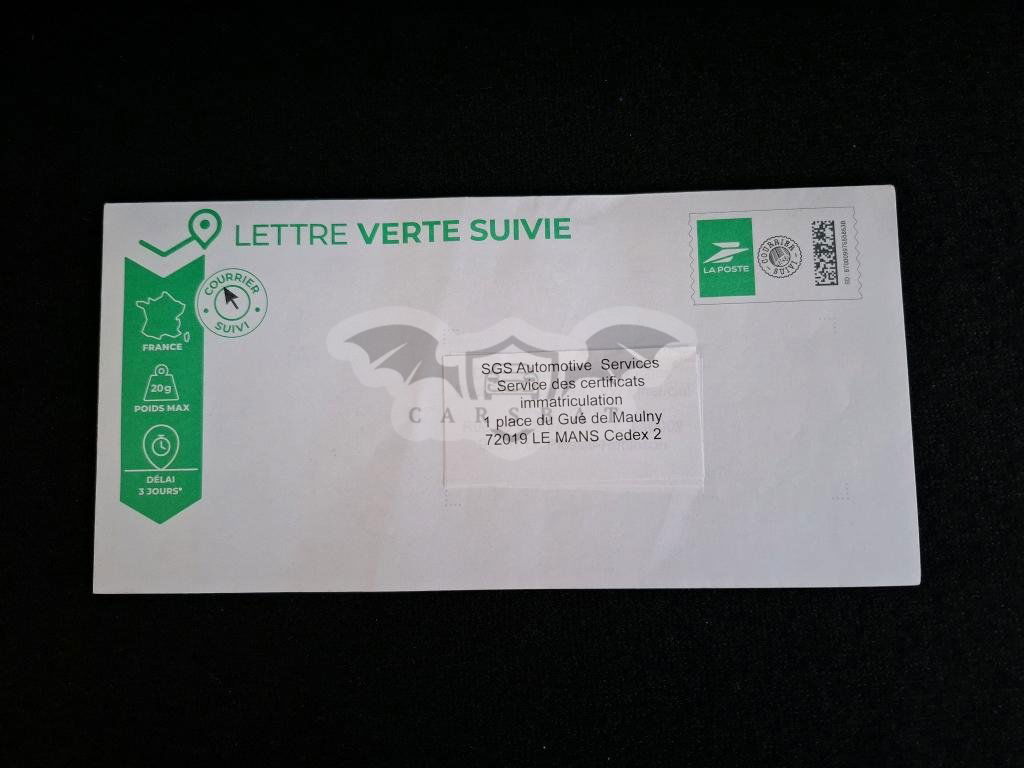 LETTRE VERTE SUIVIE
COURRIER
SUIVI
FRANCE
20g
POIDS MAX
DÉLAI
3 JOURS*
LA POSTE
COURRIER
SUIVI
SGS Automotive Services
Service des certificats
immatriculation
1 place du Gué de Maulny
72019 LE MANS Cedex 2
CARSBAT